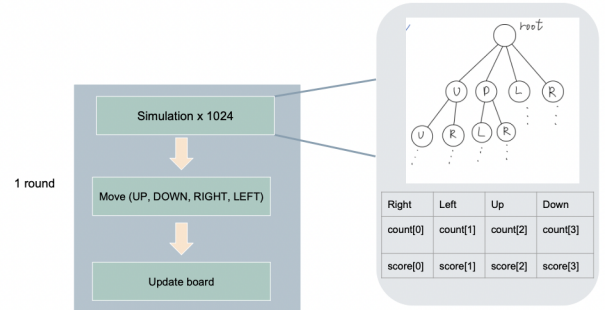 1 round
Simulation x 1024
Move (UP, DOWN, RIGHT, LEFT)
Update board
root
U D L R
U R L R
Right Left Up Down
count[0] count[1] count[2] count[3]
score[0] score[1] score[2] score[3]